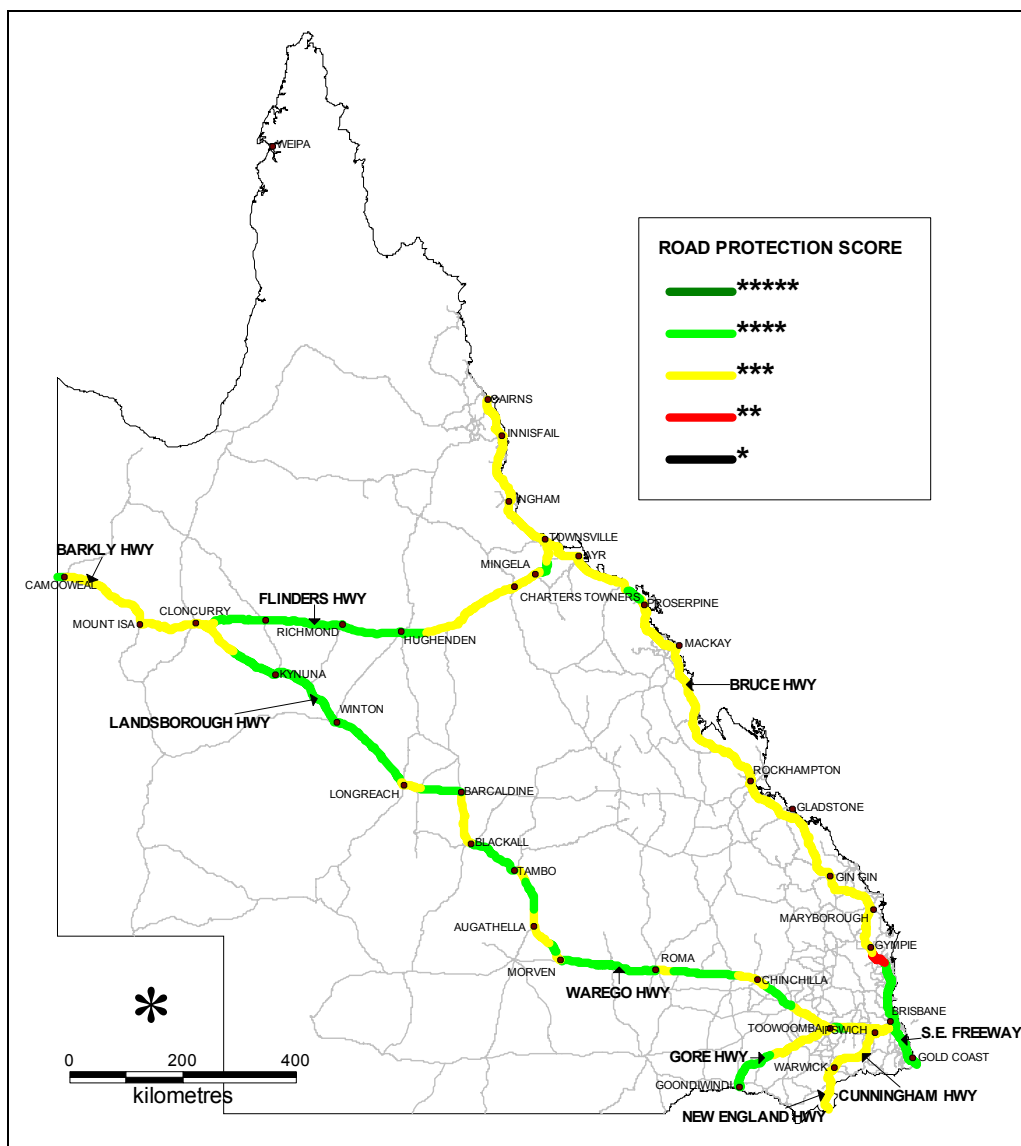 WEIPA
ROAD PROTECTION SCORE
*****
****
***
**
*
CAIRNS
INNISFAIL
INGHAM
TOWNSVILLE
AYR
MINGELA
CHARTERS TOWNERS
PROSERPINE
BARKLY HWY
CAMOOWEAL
MOUNT ISA
CLONCURRY
FLINDERS HWY
RICHMOND
HUGHENDEN
MACKAY
KYNUNA
BRUCE HWY
LANDSBOROUGH HWY
WINTON
LONGREACH
BARCALDINE
ROCKHAMPTON
GLADSTONE
BLACKALL
TAMBO
GIN GIN
MARYBOROUGH
AUGATHELLA
GYMPIE
MORVEN
ROMA
WAREGO HWY
CHINCHILLA
BRISBANE
TOOWOOMBA
IPSWICH
S.E. FREEWAY
GORE HWY
GOLD COAST
WARWICK
GOONDIWINDI
CUNNINGHAM HWY
NEW ENGLAND HWY
*
0 200 400
kilometres